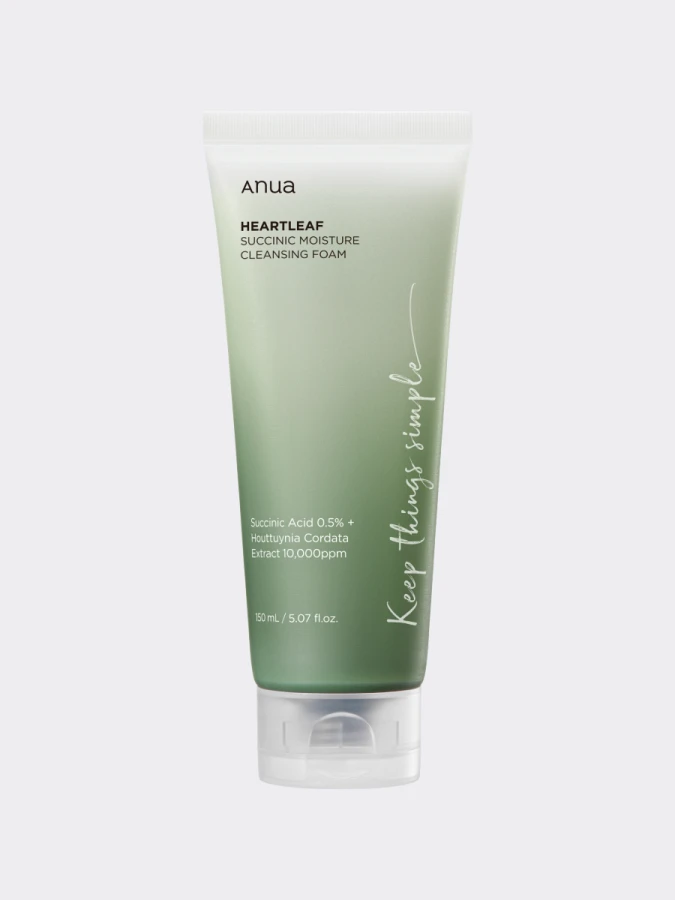 Anua
HEARTLEAF
SUCCINIC MOISTURE
CLEANSING FOAM
Keep things simple
Succinic Acid 0.5% +
Houttuynia Cordata
Extract 10,000ppm
150 mL / 5.07 fl.oz.